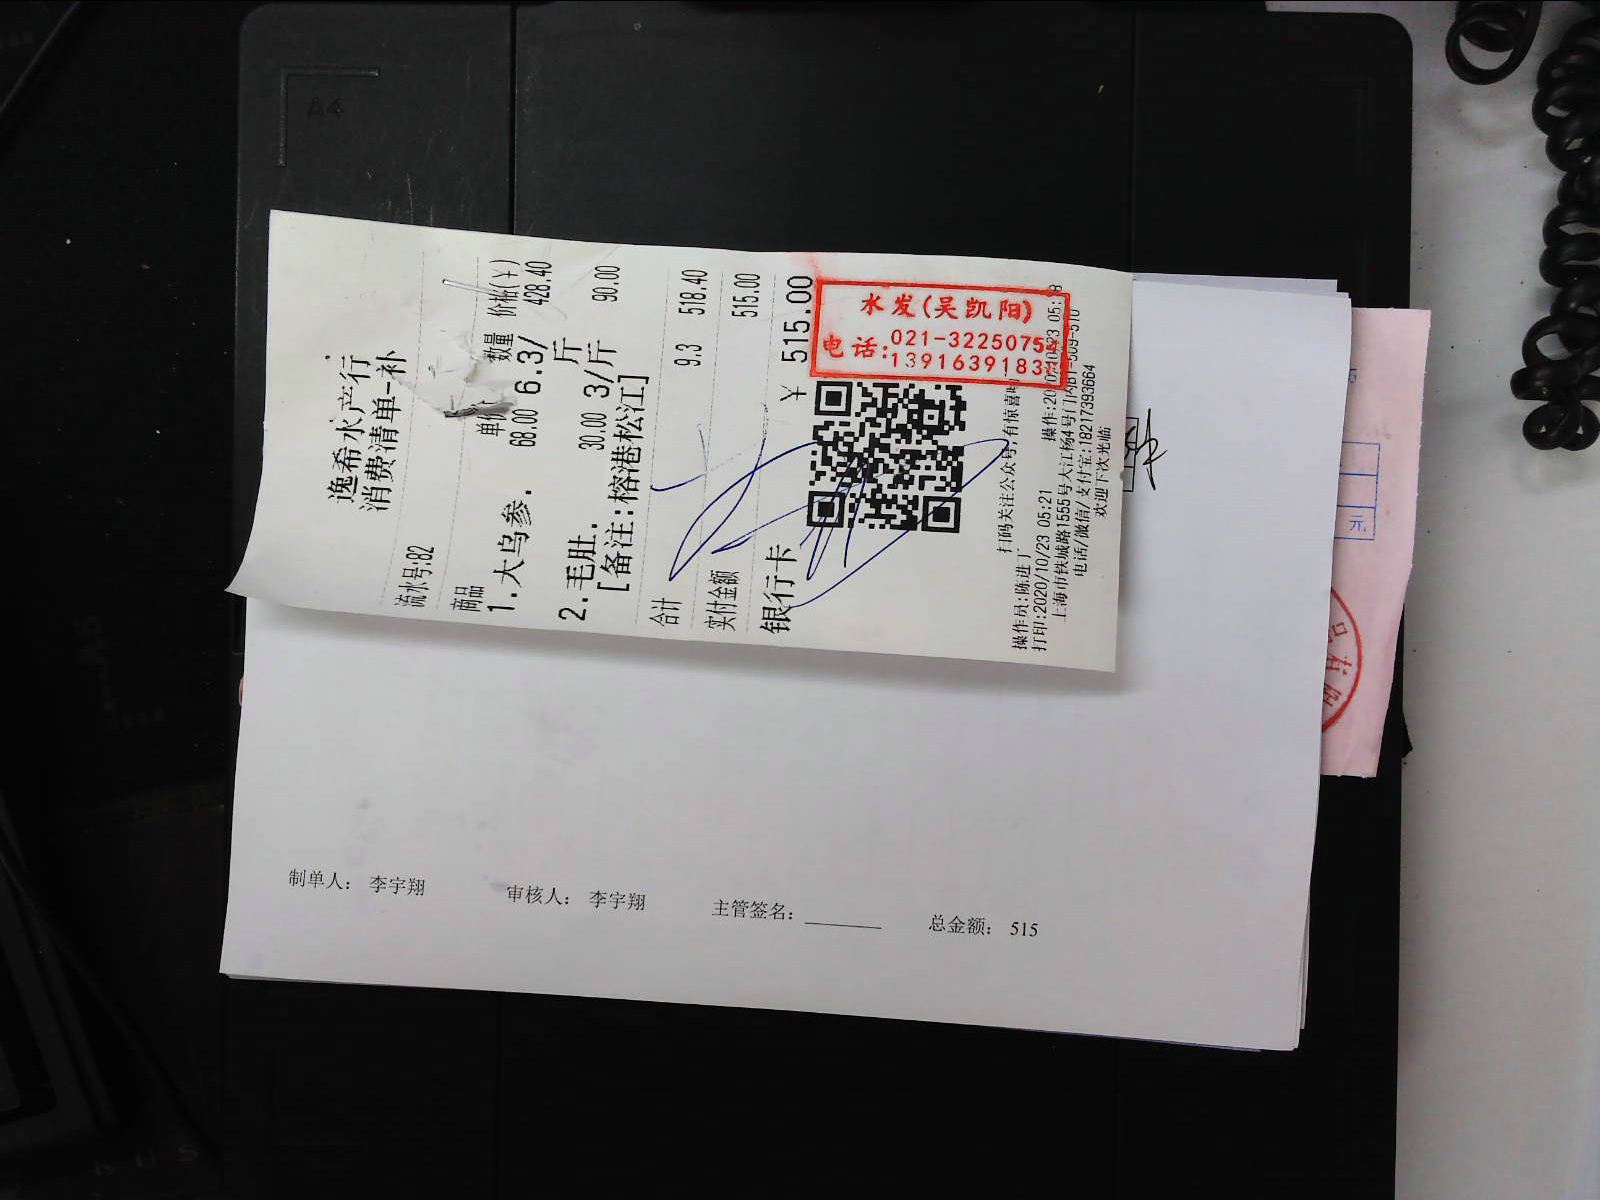 逸希水产行
消费清单-补
流水号:82
商品 单价 数量 价格(¥)
1.大乌参. 68.00 6.3/斤 428.40
2.毛肚. 30.00 3/斤 90.00
[备注:榕港松江]
合计 9.3 518.40
实付金额 515.00
银行卡 ¥ 515.00
水发(吴凯阳)
电话:021-3225075
1391639183
扫码关注公众号,有惊喜
操作员:陈进
打印:2020/10/23 05:21
上海市铁城路1555号大江杨4号门
电话/微信/支付宝:18217393664
欢迎下次光临
制单人: 李宇翔 审核人: 李宇翔 主管签名: 总金额: 515
元